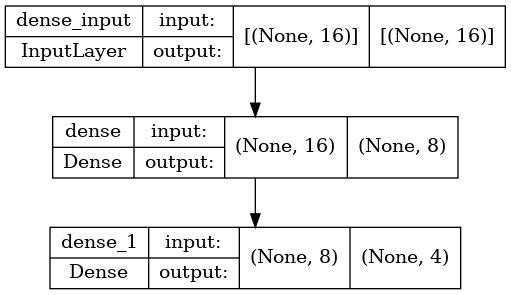 dense_input input: [(None, 16)] [(None, 16)]
InputLayer output:
dense input: (None, 16) (None, 8)
Dense output:
dense_1 input: (None, 8) (None, 4)
Dense output: